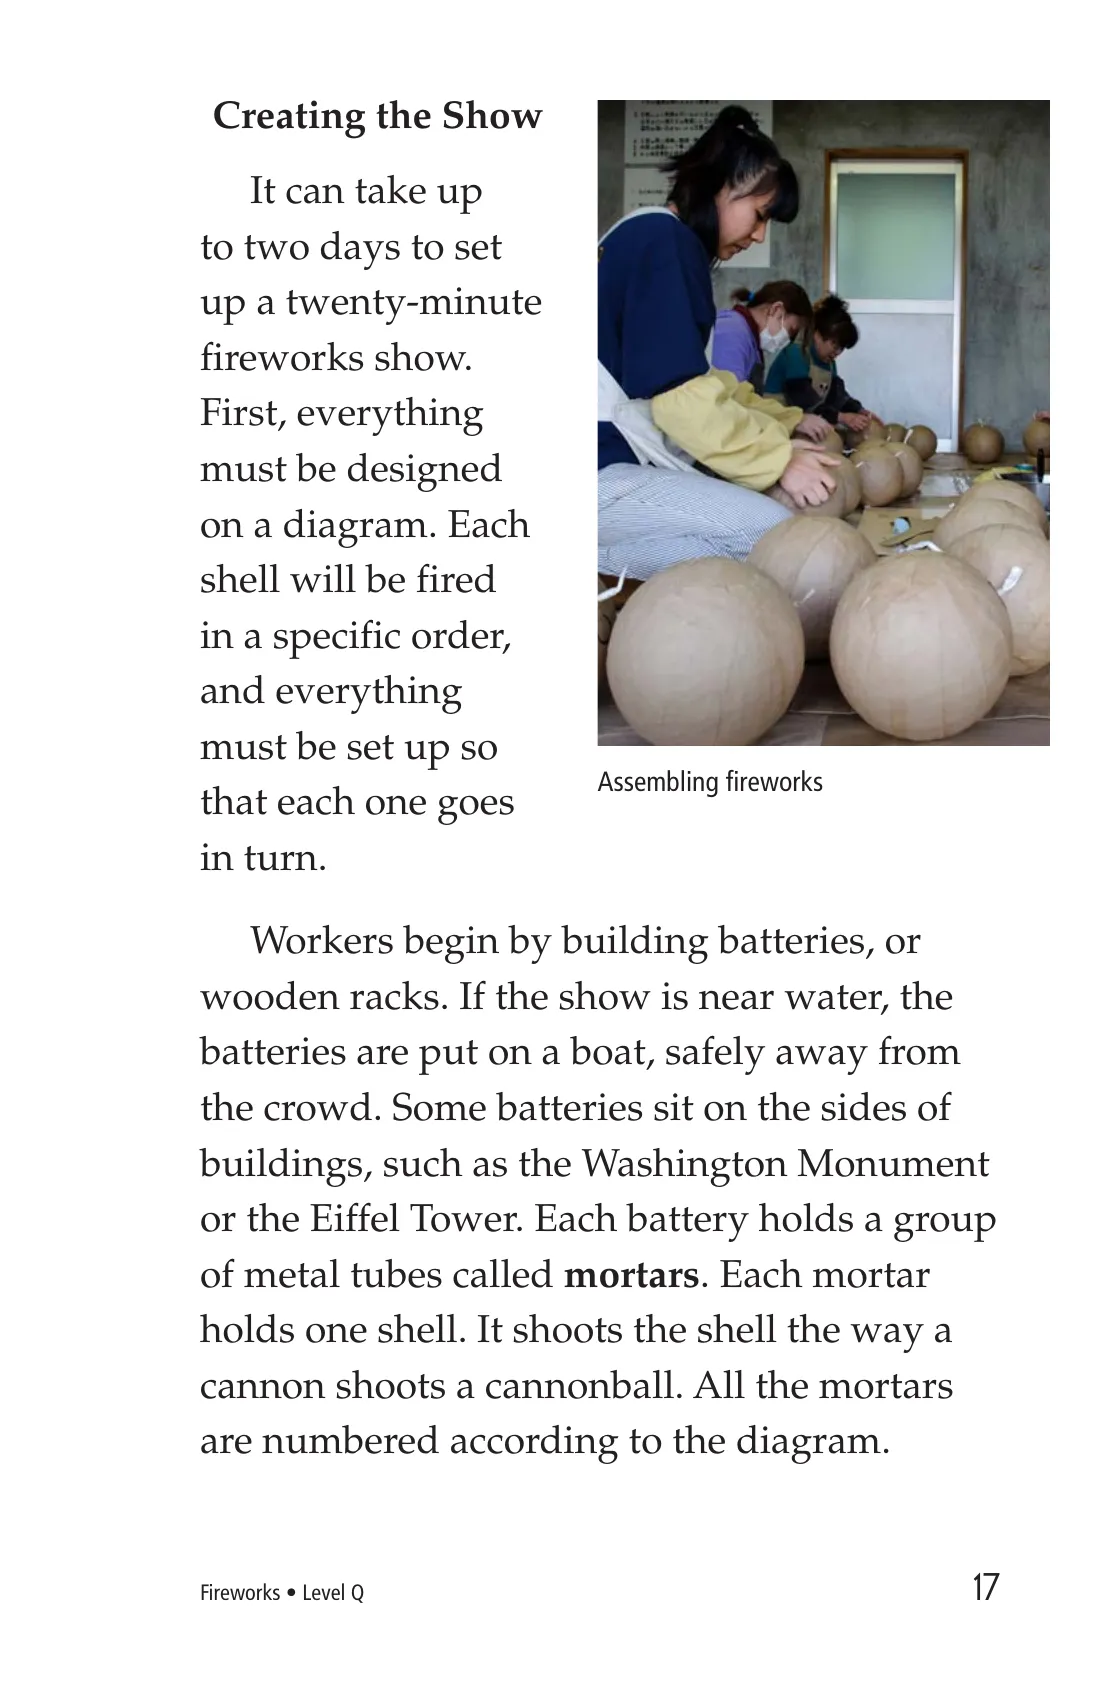 Creating the Show
It can take up
to two days to set
up a twenty-minute
fireworks show.
First, everything
must be designed
on a diagram. Each
shell will be fired
in a specific order,
and everything
must be set up so
that each one goes
in turn.
Assembling fireworks
Workers begin by building batteries, or
wooden racks. If the show is near water, the
batteries are put on a boat, safely away from
the crowd. Some batteries sit on the sides of
buildings, such as the Washington Monument
or the Eiffel Tower. Each battery holds a group
of metal tubes called mortars. Each mortar
holds one shell. It shoots the shell the way a
cannon shoots a cannonball. All the mortars
are numbered according to the diagram.
Fireworks • Level Q
17